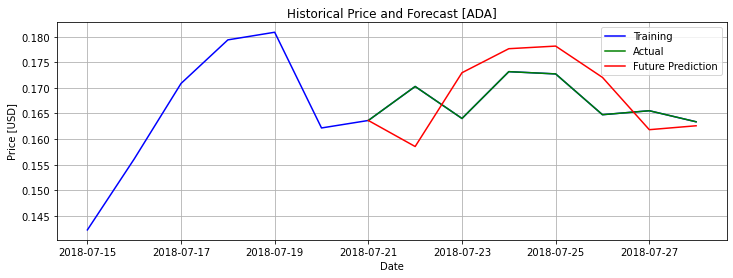 Historical Price and Forecast [ADA]
Training
Actual
Future Prediction
Price [USD]
0.180
0.175
0.170
0.165
0.160
0.155
0.150
0.145
2018-07-15 2018-07-17 2018-07-19 2018-07-21 2018-07-23 2018-07-25 2018-07-27
Date